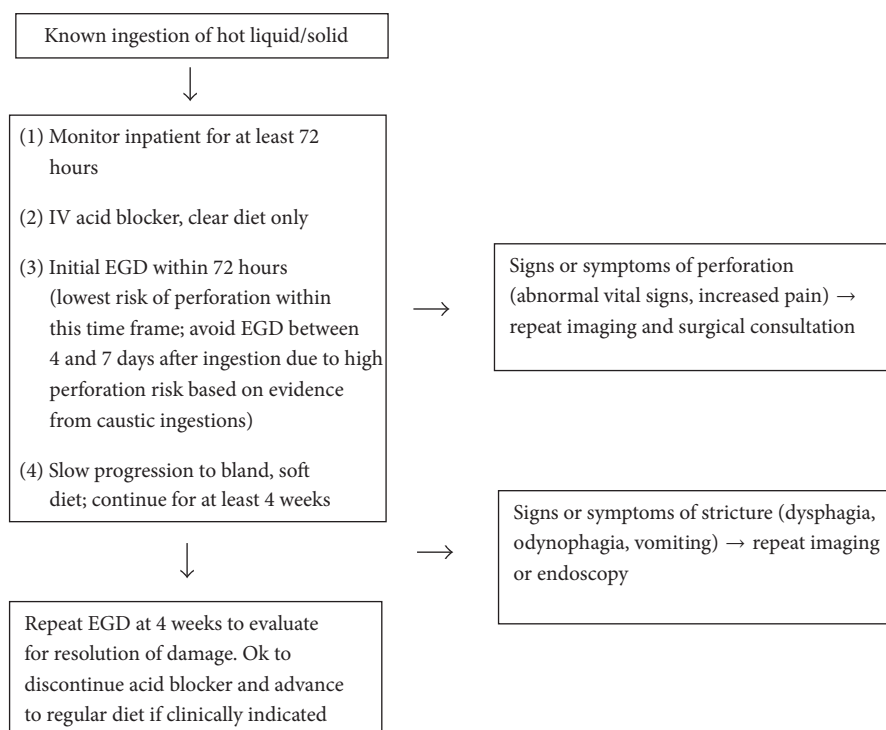 Known ingestion of hot liquid/solid
(1) Monitor inpatient for at least 72
hours
(2) IV acid blocker, clear diet only
(3) Initial EGD within 72 hours
(lowest risk of perforation within
this time frame; avoid EGD between
4 and 7 days after ingestion due to high
perforation risk based on evidence
from caustic ingestions)
(4) Slow progression to bland, soft
diet; continue for at least 4 weeks
Signs or symptoms of perforation
(abnormal vital signs, increased pain) →
repeat imaging and surgical consultation
Signs or symptoms of stricture (dysphagia,
odynophagia, vomiting) → repeat imaging
or endoscopy
Repeat EGD at 4 weeks to evaluate
for resolution of damage. Ok to
discontinue acid blocker and advance
to regular diet if clinically indicated